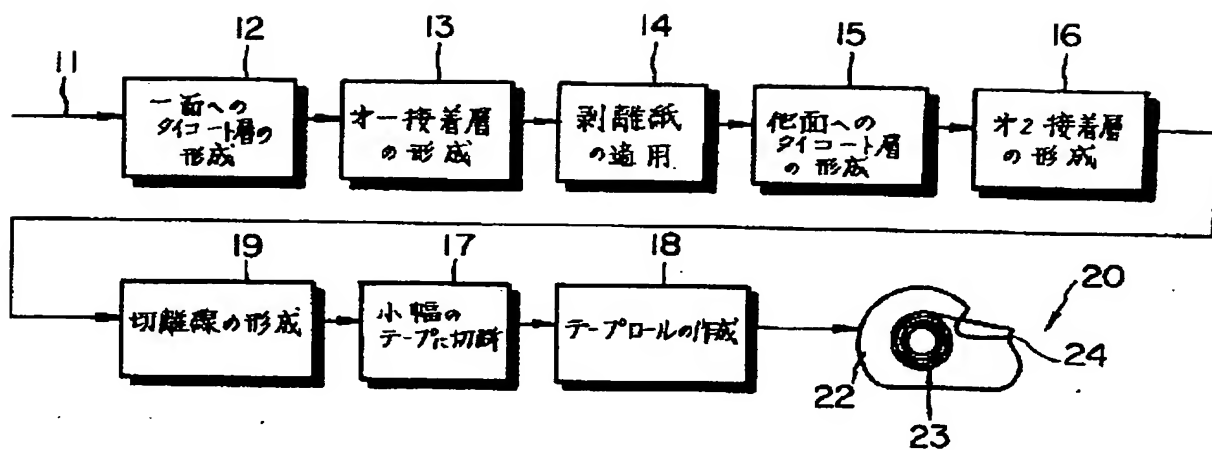 11
12
一面への
タイコート層の
形成
13
オー接着層
の形成
14
剥離紙
の適用
15
他面への
タイコート層
の形成
16
オ2接着層
の形成
19
切離線の形成
17
小幅の
テープに切断
18
テープロールの作成
20
22
23
24